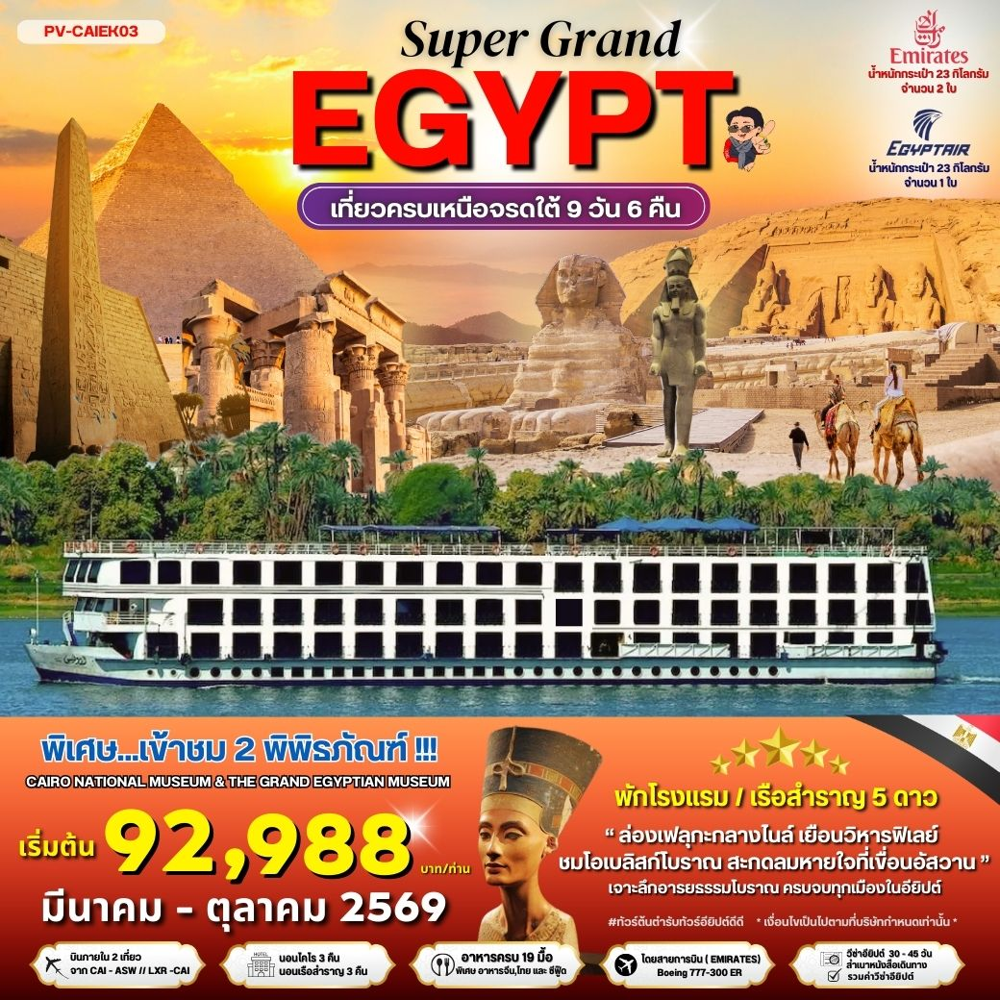 PV-CAIEK03
Super Grand
EGYPT
เที่ยวครบเหนือจรดใต้ 9 วัน 6 คืน
Emirates
น้ำหนักกระเป๋า 23 กิโลกรัม
จำนวน 2 ใบ
EGYPTAIR
น้ำหนักกระเป๋า 23 กิโลกรัม
จำนวน 1 ใบ
พิเศษ...เข้าชม 2 พิพิธภัณฑ์ !!!
CAIRO NATIONAL MUSEUM & THE GRAND EGYPTIAN MUSEUM
เริ่มต้น 92,988 บาท/ท่าน
มีนาคม - ตุลาคม 2569
พักโรงแรม / เรือสำราญ 5 ดาว
“ ล่องเฟลุกะกลางไนล์ เยือนวิหารฟิเลย์
ชมโอเบลิสก์โบราณ สะกดลมหายใจที่เขื่อนอัสวาน ”
เจาะลึกอารยธรรมโบราณ ครบจบทุกเมืองในอียิปต์
#ทัวร์ต้นตำรับทัวร์อียิปต์ดีดี * เงื่อนไขเป็นไปตามที่บริษัทกำหนดเท่านั้น *
บินภายใน 2 เที่ยว
จาก CAI - ASW // LXR -CAI
HOTEL
นอนไคโร 3 คืน
นอนเรือสำราญ 3 คืน
อาหารครบ 19 มื้อ
พิเศษ อาหารจีน,ไทย และ ซีฟู๊ด
โดยสายการบิน ( EMIRATES)
Boeing 777-300 ER
วีซ่าอียิปต์ 30 - 45 วัน
สำเนาหนังสือเดินทาง
รวมค่าวีซ่าอียิปต์